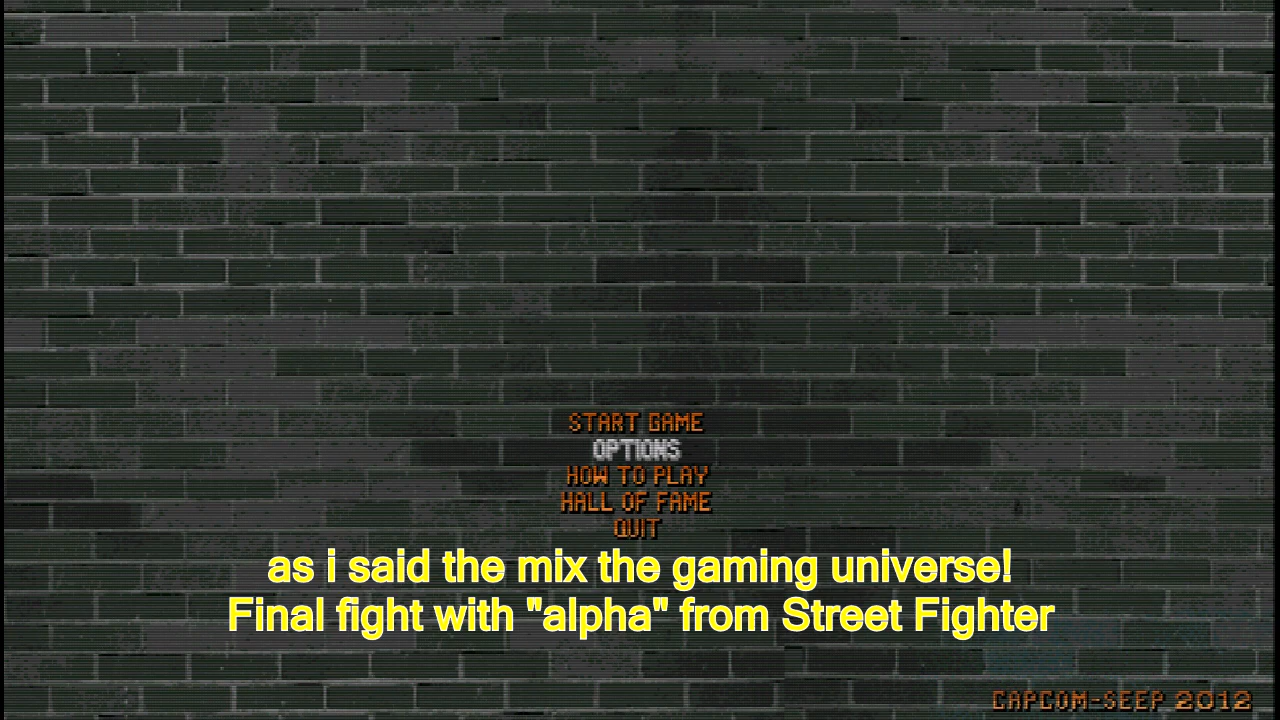 START GAME
OPTIONS
HOW TO PLAY
HALL OF FAME
QUIT
as i said the mix the gaming universe!
Final fight with "alpha" from Street Fighter
CAPCOM-SEEP 2012